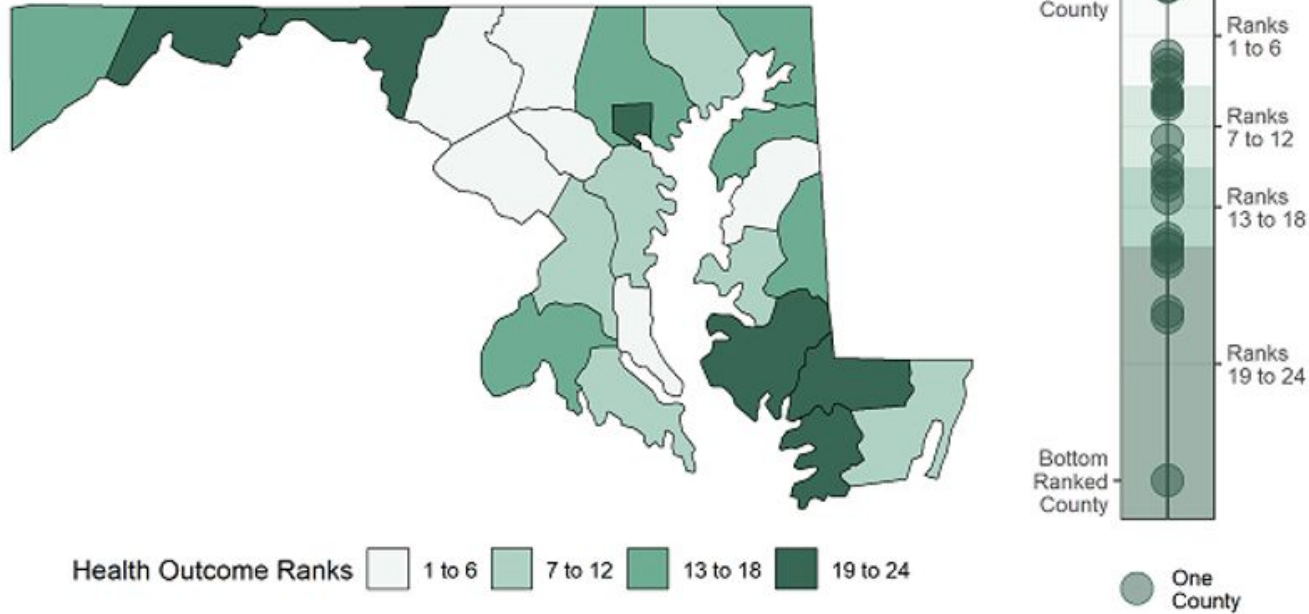 County
Ranks
1 to 6
Ranks
7 to 12
Ranks
13 to 18
Ranks
19 to 24
Bottom
Ranked
County
Health Outcome Ranks 1 to 6 7 to 12 13 to 18 19 to 24
One
County